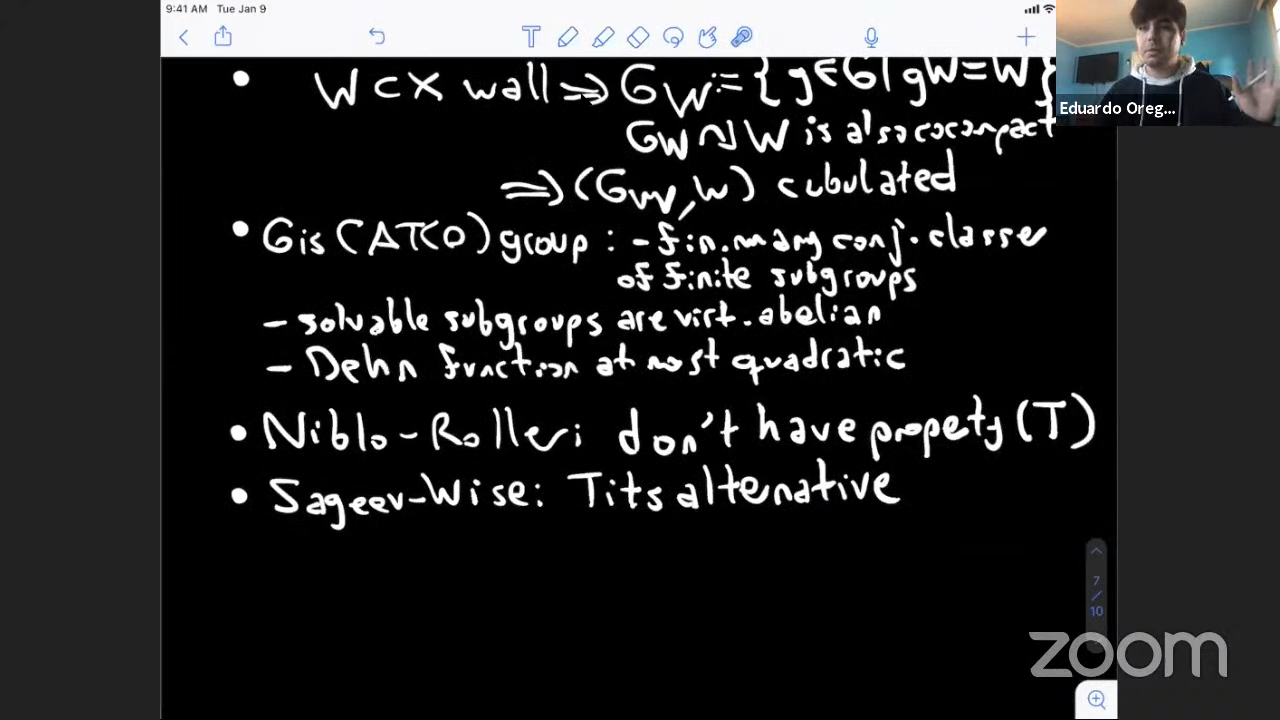 9:41 AM Tue Jan 9
• W ⊂ X wall ⇒ G_W := { g ∈ G | gW = W }
G_W ↷ W is also cocompact
⇒ (G_W, W) cubulated
• G is CAT(0) group : - fin. many conj. classes
of finite subgroups
- solvable subgroups are virt. abelian
- Dehn function at most quadratic
• Niblo-Roller: don't have propety (T)
• Sageev-Wise: Tits alternative
Eduardo Oreg...
7
/
10
zoom